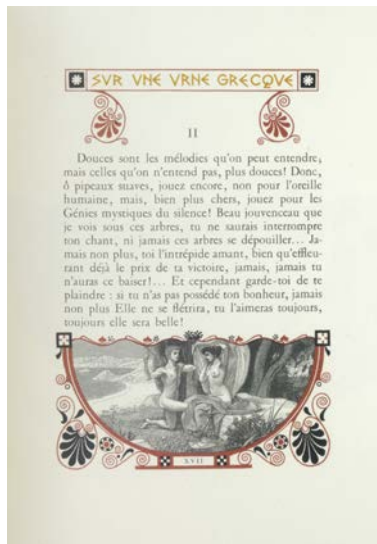 SVR VNE VRNE GRECQVE
II
Douces sont les mélodies qu'on peut entendre,
mais celles qu'on n'entend pas, plus douces! Donc,
ô pipeaux suaves, jouez encore, non pour l'oreille
humaine, mais, bien plus chers, jouez pour les
Génies mystiques du silence! Beau jouvenceau que
je vois sous ces arbres, tu ne saurais interrompre
ton chant, ni jamais ces arbres se dépouiller... Ja-
mais non plus, toi l'intrépide amant, bien qu'effleu-
rant déjà le prix de ta victoire, jamais, jamais tu
n'auras ce baiser!... Et cependant garde-toi de te
plaindre : si tu n'as pas possédé ton bonheur, jamais
non plus Elle ne se flétrira, tu l'aimeras toujours,
toujours elle sera belle!
XVII